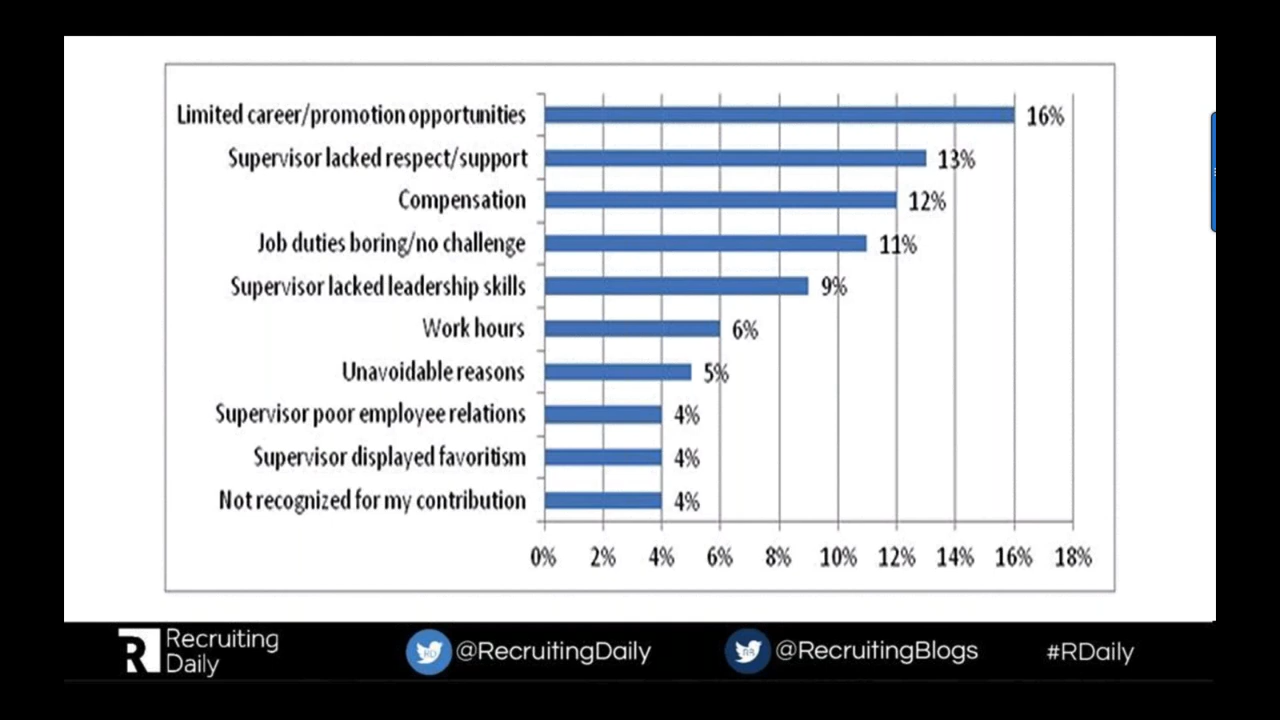 Limited career/promotion opportunities 16%
Supervisor lacked respect/support 13%
Compensation 12%
Job duties boring/no challenge 11%
Supervisor lacked leadership skills 9%
Work hours 6%
Unavoidable reasons 5%
Supervisor poor employee relations 4%
Supervisor displayed favoritism 4%
Not recognized for my contribution 4%
0% 2% 4% 6% 8% 10% 12% 14% 16% 18%
R Recruiting
Daily
@RecruitingDaily
@RecruitingBlogs
#RDaily